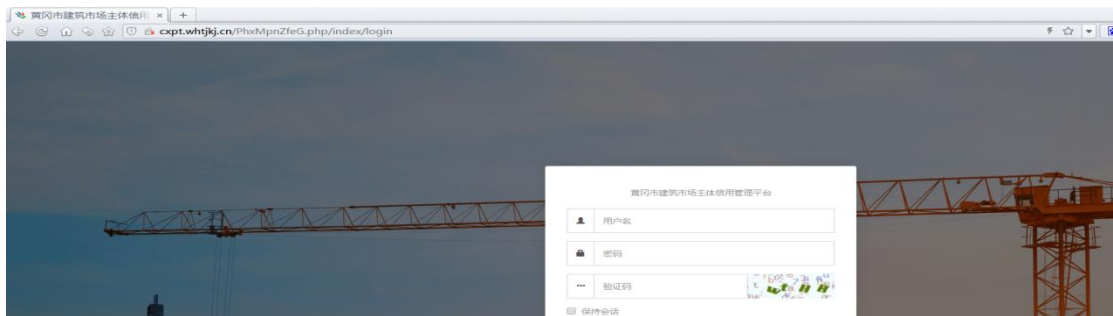 黄冈市建筑市场主体信用
cxpt.whtjkj.cn/PhxMpnZfeG.php/index/login
黄冈市建筑市场主体信用管理平台
用户名
密码
验证码
保持会话